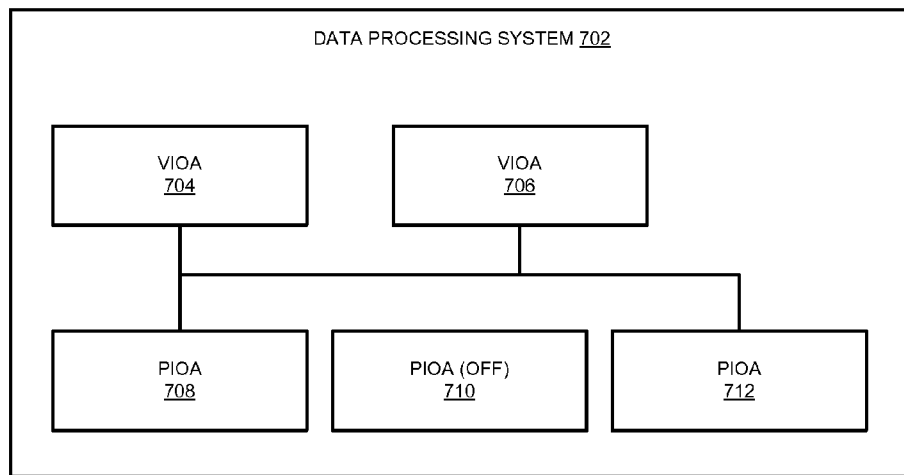 DATA PROCESSING SYSTEM 702
VIOA
704
VIOA
706
PIOA
708
PIOA (OFF)
710
PIOA
712